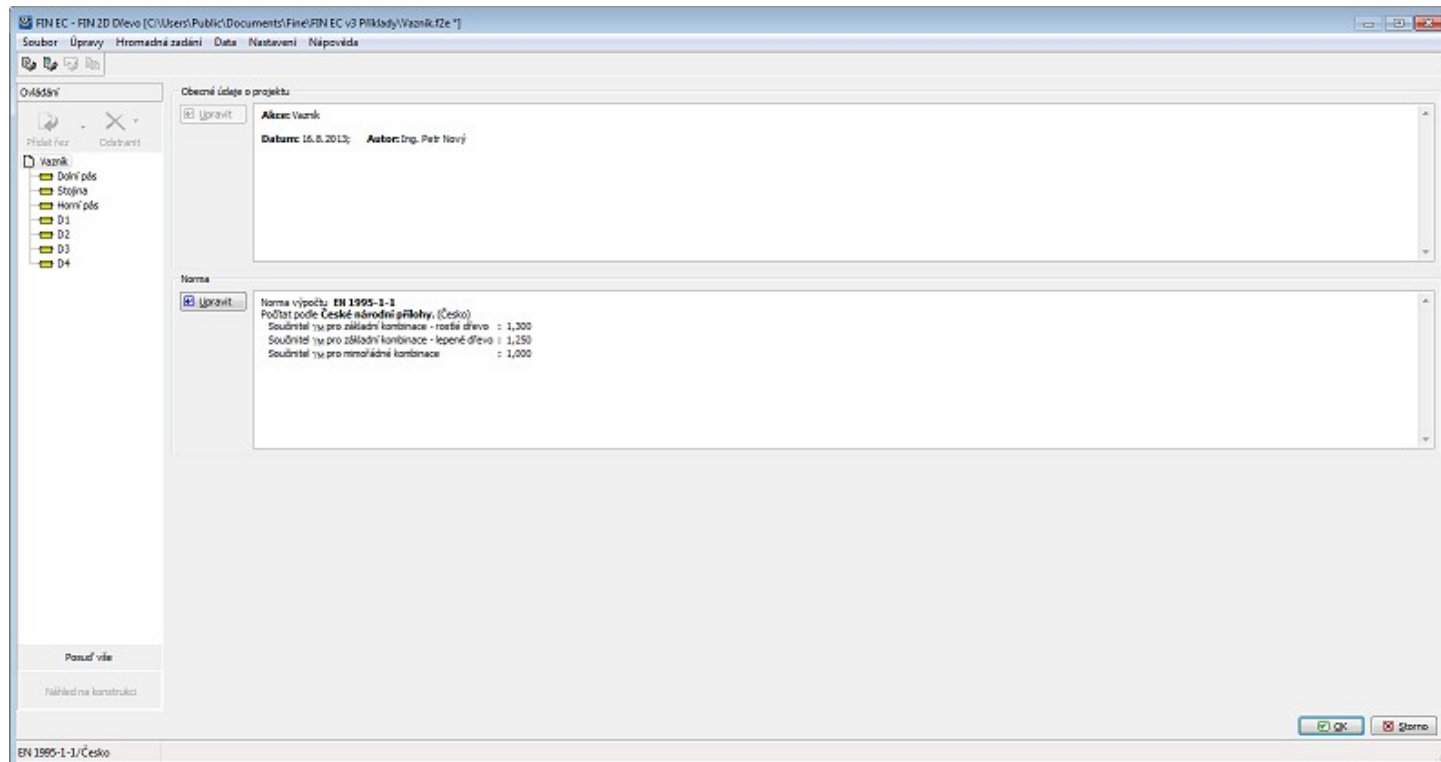 FIN EC - FIN 2D Dřevo [C:\Users\Public\Documents\Fine\FIN EC v3 Příklady\Vaznik.f2e *]
Soubor Úpravy Hromadná zadání Data Nastavení Nápověda
Ovládání
Přidat řez Odstranit
Vazník
Dolní pás
Stojina
Horní pás
D1
D2
D3
D4
Posuď vše
Náhled na konstrukci
Obecné údaje o projektu
Upravit
Akce: Vazník
Datum: 16.8.2013; Autor: Ing. Petr Nový
Norma
Upravit
Norma výpočtu EN 1995-1-1
Počítat podle České národní přílohy. (Česko)
Součinitel γM pro základní kombinace - rostlé dřevo : 1,300
Součinitel γM pro základní kombinace - lepené dřevo : 1,250
Součinitel γM pro mimořádné kombinace : 1,000
OK Storno
EN 1995-1-1/Česko